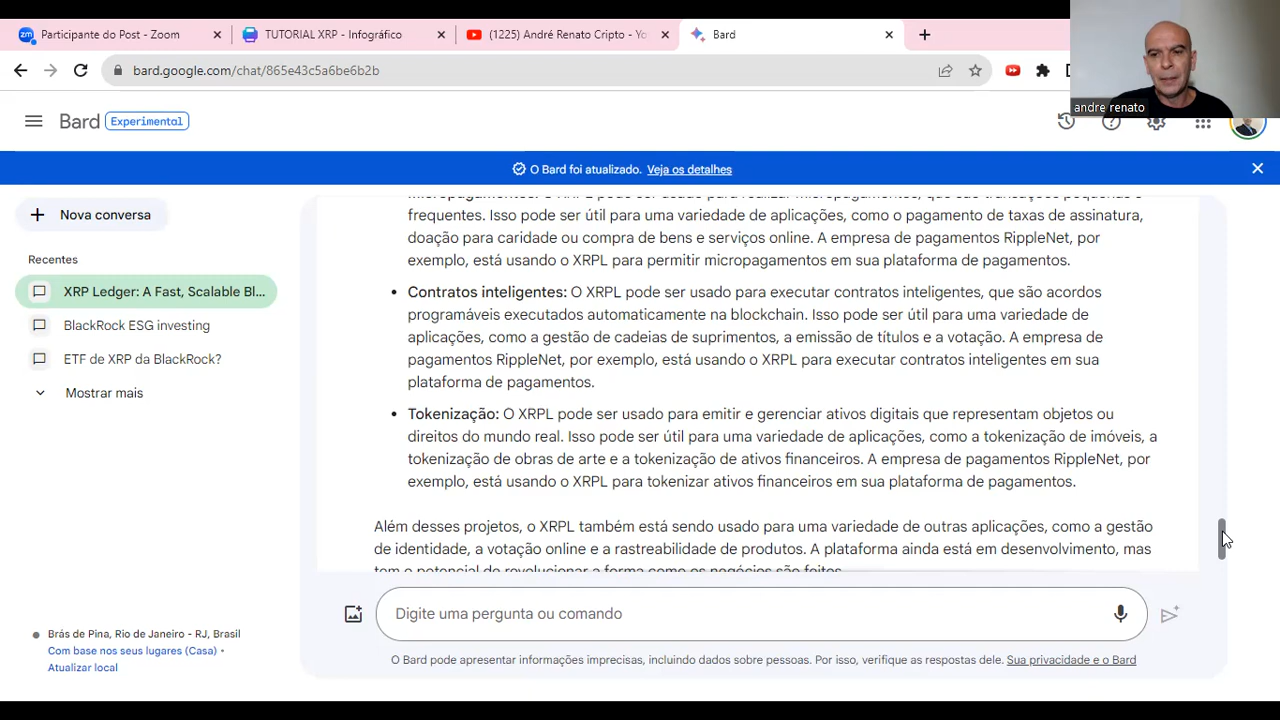 Participante do Post - Zoom
TUTORIAL XRP - Infográfico
(1225) André Renato Cripto - Yo
Bard
bard.google.com/chat/865e43c5a6be6b2b
andre renato
Bard
Experimental
O Bard foi atualizado. Veja os detalhes
Nova conversa
Recentes
XRP Ledger: A Fast, Scalable Bl...
BlackRock ESG investing
ETF de XRP da BlackRock?
Mostrar mais
frequentes. Isso pode ser útil para uma variedade de aplicações, como o pagamento de taxas de assinatura,
doação para caridade ou compra de bens e serviços online. A empresa de pagamentos RippleNet, por
exemplo, está usando o XRPL para permitir micropagamentos em sua plataforma de pagamentos.
• Contratos inteligentes: O XRPL pode ser usado para executar contratos inteligentes, que são acordos
programáveis executados automaticamente na blockchain. Isso pode ser útil para uma variedade de
aplicações, como a gestão de cadeias de suprimentos, a emissão de títulos e a votação. A empresa de
pagamentos RippleNet, por exemplo, está usando o XRPL para executar contratos inteligentes em sua
plataforma de pagamentos.
• Tokenização: O XRPL pode ser usado para emitir e gerenciar ativos digitais que representam objetos ou
direitos do mundo real. Isso pode ser útil para uma variedade de aplicações, como a tokenização de imóveis, a
tokenização de obras de arte e a tokenização de ativos financeiros. A empresa de pagamentos RippleNet, por
exemplo, está usando o XRPL para tokenizar ativos financeiros em sua plataforma de pagamentos.
Além desses projetos, o XRPL também está sendo usado para uma variedade de outras aplicações, como a gestão
de identidade, a votação online e a rastreabilidade de produtos. A plataforma ainda está em desenvolvimento, mas
tem o potencial de revolucionar a forma como os negócios são feitos.
Digite uma pergunta ou comando
O Bard pode apresentar informações imprecisas, incluindo dados sobre pessoas. Por isso, verifique as respostas dele. Sua privacidade e o Bard
Brás de Pina, Rio de Janeiro - RJ, Brasil
Com base nos seus lugares (Casa) •
Atualizar local